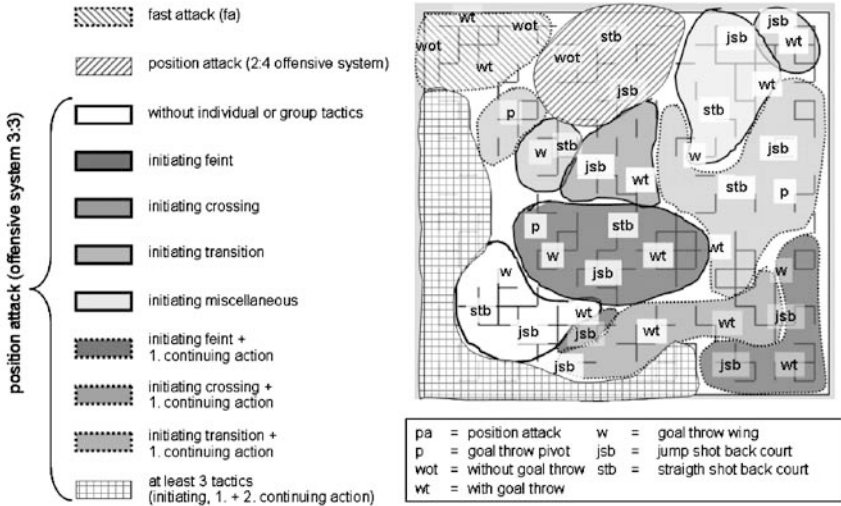 fast attack (fa)
position attack (2:4 offensive system)
position attack (offensive system 3:3)
without individual or group tactics
initiating feint
initiating crossing
initiating transition
initiating miscellaneous
initiating feint +
1. continuing action
initiating crossing +
1. continuing action
initiating transition +
1. continuing action
at least 3 tactics
(initiating, 1. + 2. continuing action)
wt
wot
wot
wt
stb
wot
jsb
jsb
jsb
wt
wt
stb
p
w
stb
jsb
wt
w
jsb
stb
p
p
stb
w
wt
jsb
wt
w
w
stb
jsb
wt
jsb
jsb
wt
wt
jsb
jsb
wt
pa = position attack w = goal throw wing
p = goal throw pivot jsb = jump shot back court
wot = without goal throw stb = straigth shot back court
wt = with goal throw